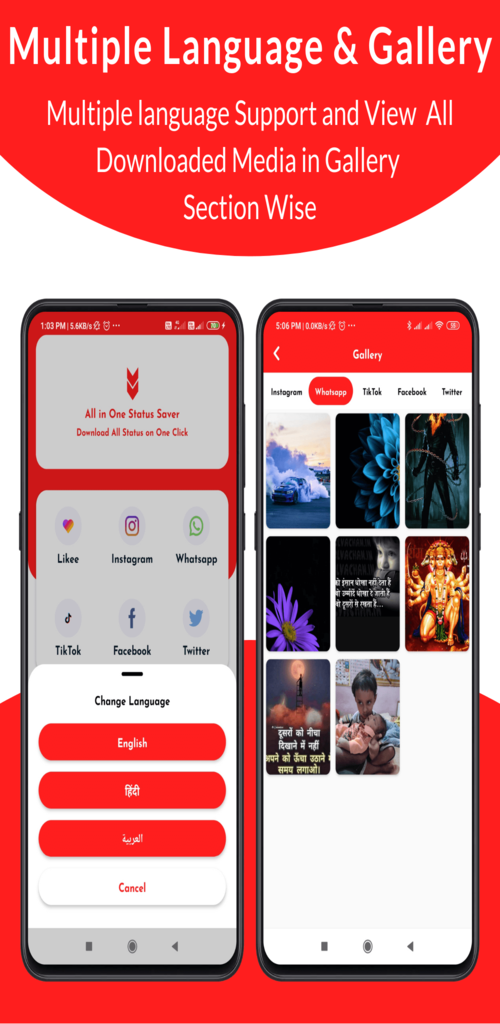 Multiple Language & Gallery
Multiple language Support and View All
Downloaded Media in Gallery
Section Wise
1:03 PM | 5.6KB/s
All in One Status Saver
Download All Status on One Click
Likee
Instagram
Whatsapp
TikTok
Facebook
Twitter
Change Language
English
हिंदी
العربية
Cancel
5:06 PM | 0.0KB/s
Gallery
Instagram
Whatsapp
TikTok
Facebook
Twitter
दूसरों को नीचा
दिखाने में नहीं
अपने को ऊँचा उठाने
समय लगाओ।